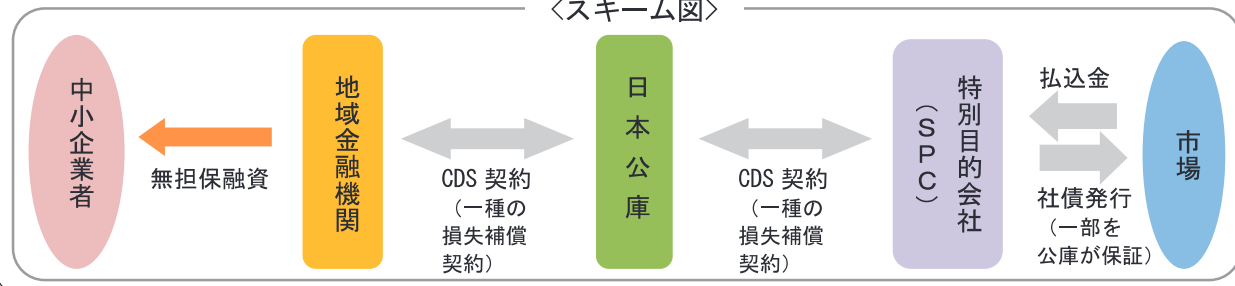 〈スキーム図〉
中小企業者
無担保融資
地域金融機関
CDS 契約
（一種の
損失補償
契約）
日本公庫
CDS 契約
（一種の
損失補償
契約）
特別目的会社
（ＳＰＣ）
払込金
社債発行
（一部を
公庫が保証）
市場